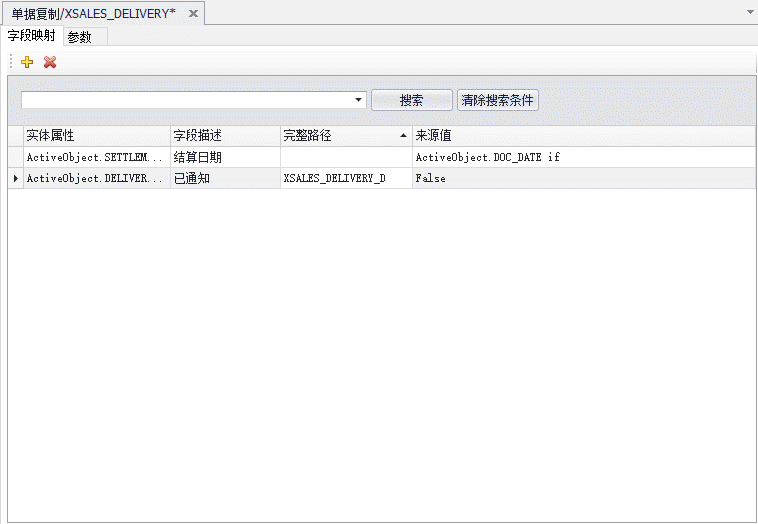 单据复制/XSALES_DELIVERY*
字段映射 参数
搜索 清除搜索条件
实体属性 字段描述 完整路径 来源值
ActiveObject.SETTLEM... 结算日期 ActiveObject.DOC_DATE if
ActiveObject.DELIVER... 已通知 XSALES_DELIVERY_D False